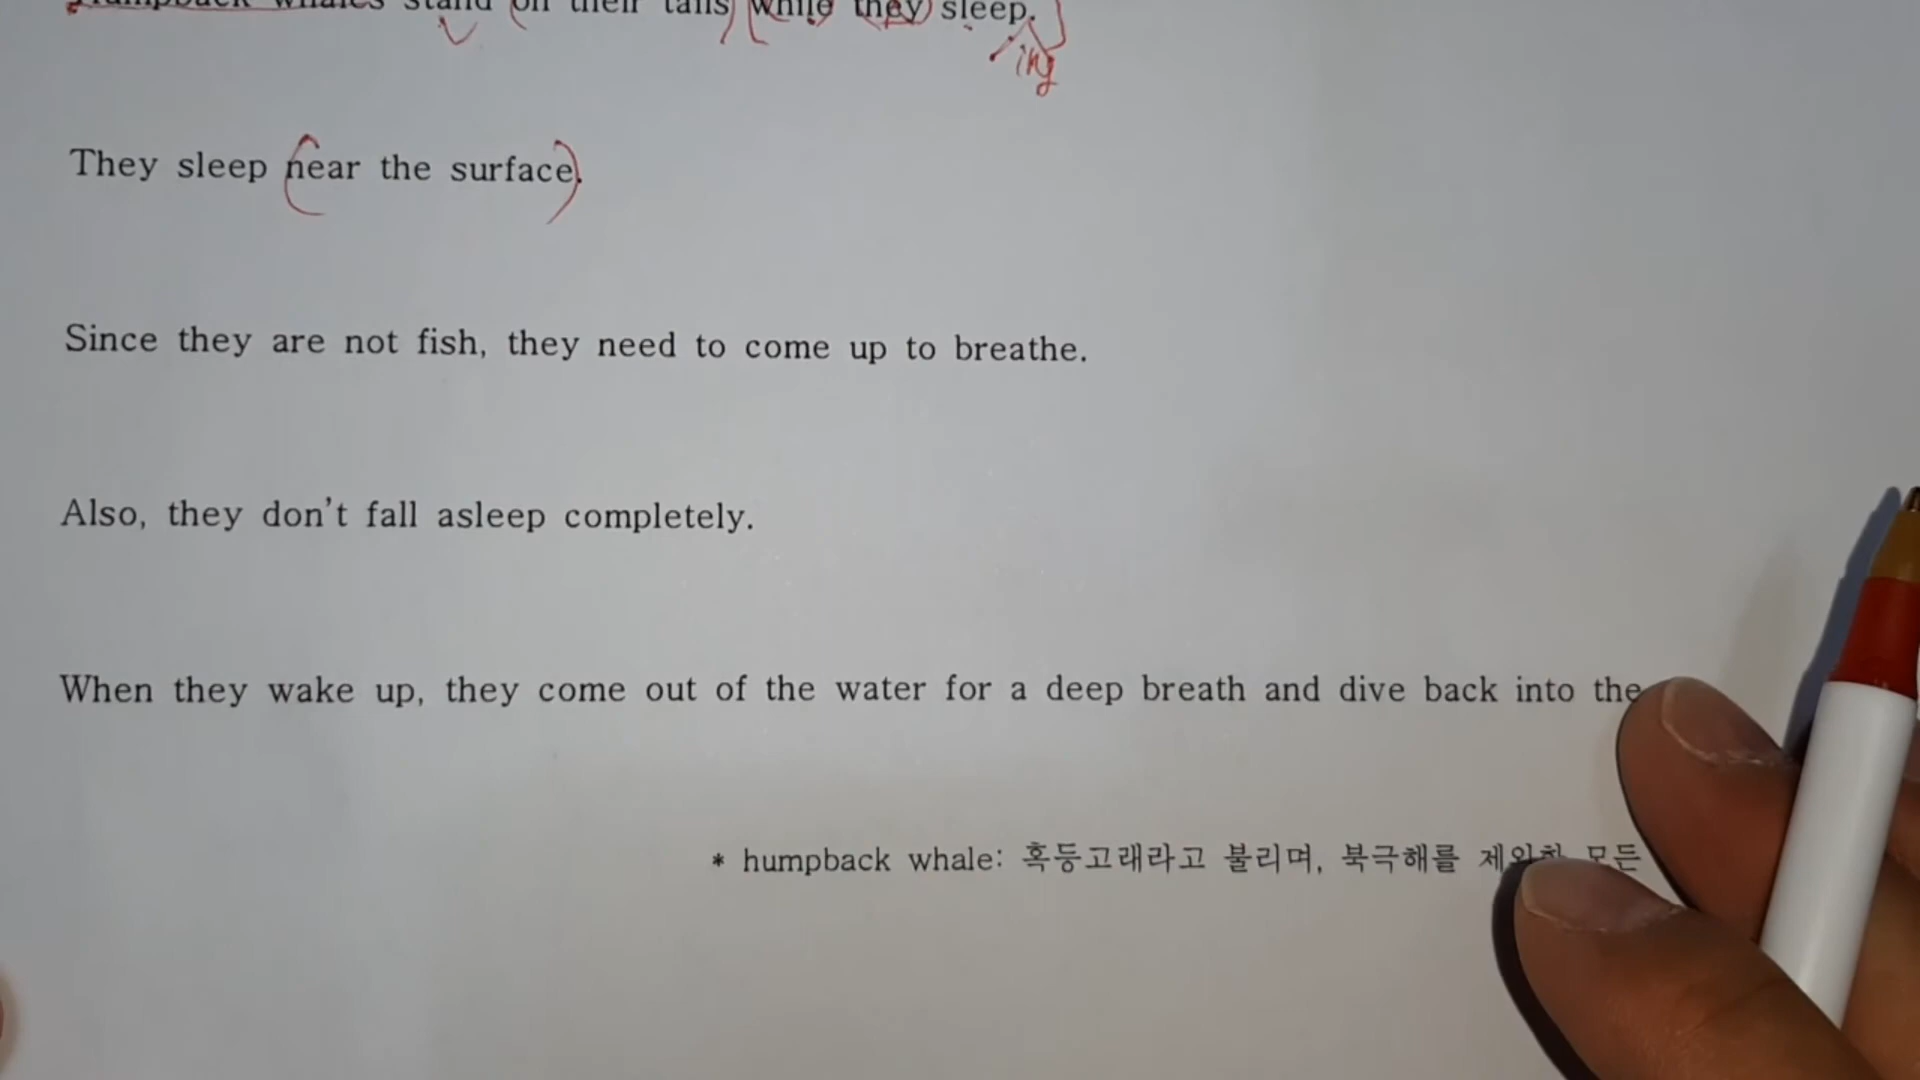 Humpback whales stand on their tails while they sleep.
ing
They sleep near the surface.
Since they are not fish, they need to come up to breathe.
Also, they don't fall asleep completely.
When they wake up, they come out of the water for a deep breath and dive back into the
* humpback whale: 혹등고래라고 불리며, 북극해를 제외한 모든